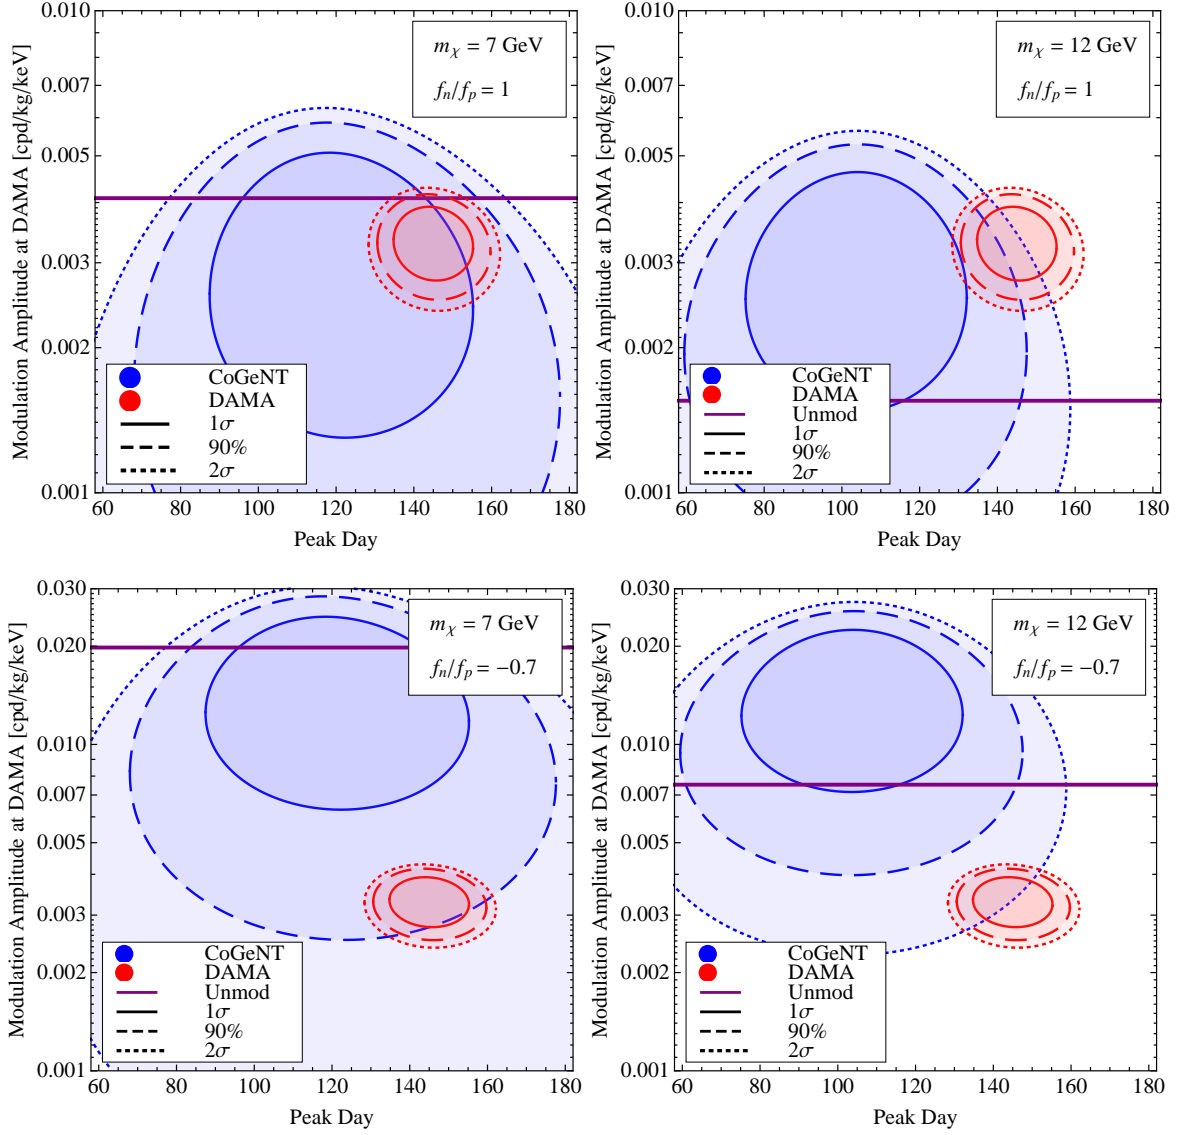 0.010
0.007
0.005
0.003
0.002
0.001
Modulation Amplitude at DAMA [cpd/kg/keV]
m_χ = 7 GeV
f_n/f_p = 1
CoGeNT
DAMA
1σ
90%
2σ
60 80 100 120 140 160 180
Peak Day
0.010
0.007
0.005
0.003
0.002
0.001
Modulation Amplitude at DAMA [cpd/kg/keV]
m_χ = 12 GeV
f_n/f_p = 1
CoGeNT
DAMA
Unmod
1σ
90%
2σ
60 80 100 120 140 160 180
Peak Day
0.030
0.020
0.010
0.007
0.005
0.003
0.002
0.001
Modulation Amplitude at DAMA [cpd/kg/keV]
m_χ = 7 GeV
f_n/f_p = −0.7
CoGeNT
DAMA
Unmod
1σ
90%
2σ
60 80 100 120 140 160 180
Peak Day
0.030
0.020
0.010
0.007
0.005
0.003
0.002
0.001
Modulation Amplitude at DAMA [cpd/kg/keV]
m_χ = 12 GeV
f_n/f_p = −0.7
CoGeNT
DAMA
Unmod
1σ
90%
2σ
60 80 100 120 140 160 180
Peak Day